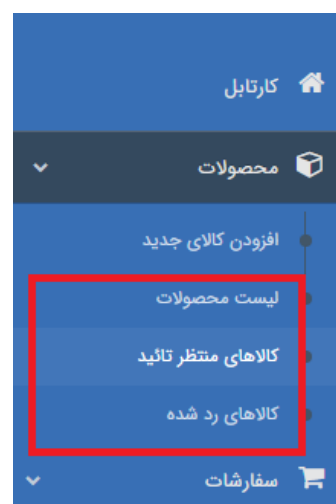 کارتابل
محصولات
افزودن کالای جدید
لیست محصولات
کالاهای منتظر تائید
کالاهای رد شده
سفارشات